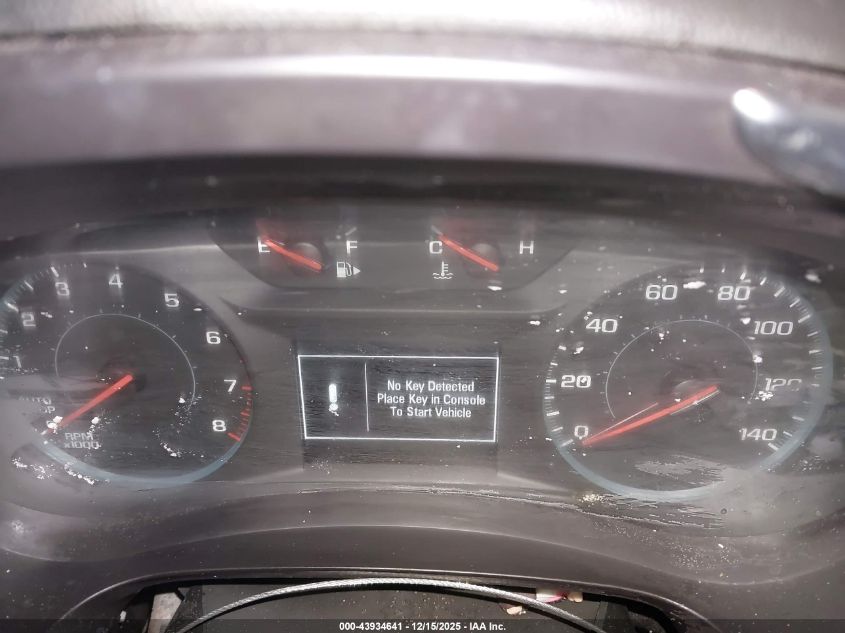 E F C H
3 4 5
2 6
1 7
8
RPM
x1000
No Key Detected
Place Key in Console
To Start Vehicle
60 80
40 100
20 120
0 140
000-43934641 - 12/15/2025 - IAA Inc.